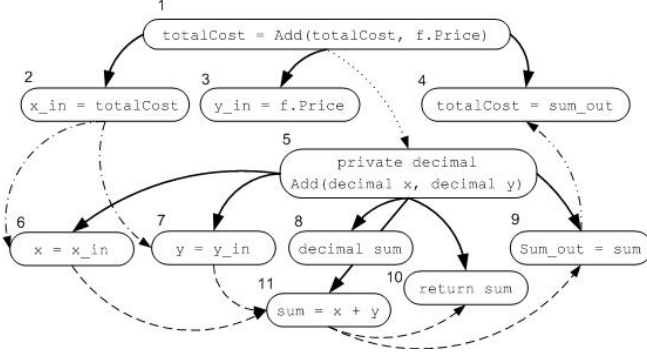 1
totalCost = Add(totalCost, f.Price)
2
x_in = totalCost
3
y_in = f.Price
4
totalCost = sum_out
5
private decimal
Add(decimal x, decimal y)
6
x = x_in
7
y = y_in
8
decimal sum
9
Sum_out = sum
10
return sum
11
sum = x + y